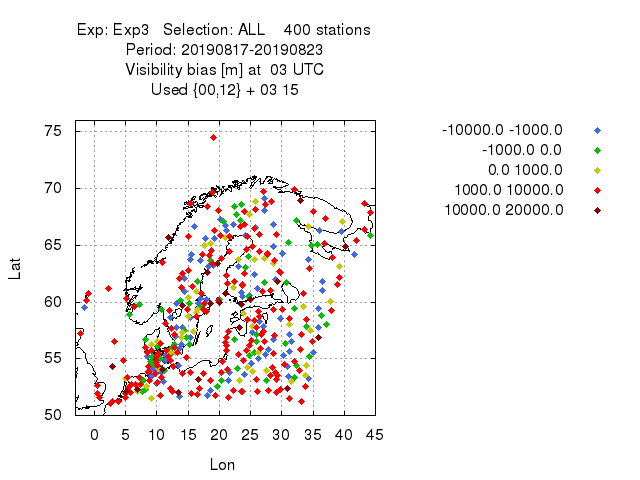 Exp: Exp3   Selection: ALL    400 stations
Period: 20190817-20190823
Visibility bias [m] at  03 UTC
Used {00,12} + 03 15
-10000.0 -1000.0
-1000.0 0.0
0.0 1000.0
1000.0 10000.0
10000.0 20000.0
Lat
75
70
65
60
55
50
0 5 10 15 20 25 30 35 40 45
Lon